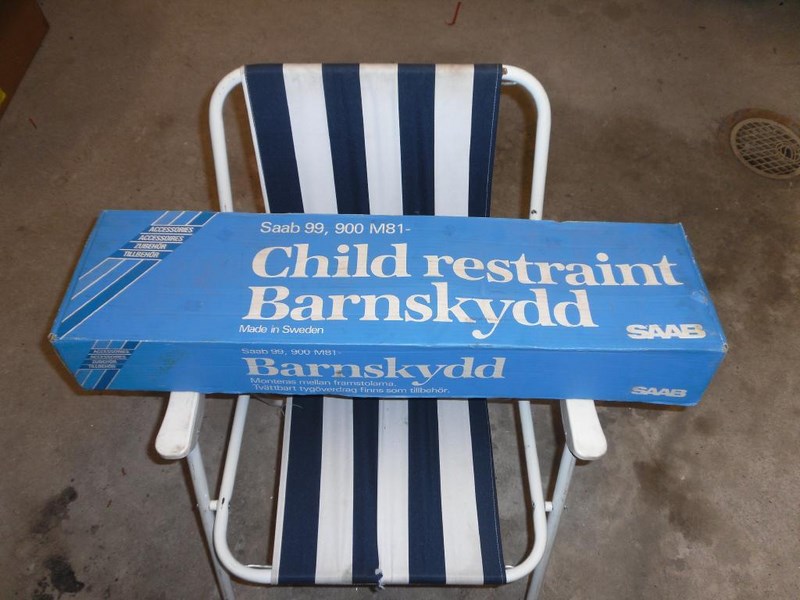 ACCESSORIES
ACCESSOIRES
ZUBEHÖR
TILLBEHÖR
Saab 99, 900 M81-
Child restraint
Barnskydd
Made in Sweden
SAAB
ACCESSORIES
ACCESSOIRES
ZUBEHÖR
TILLBEHÖR
Saab 99, 900 M81-
Barnskydd
Monteras mellan framstolarna.
Tvättbart tygöverdrag finns som tillbehör.
SAAB